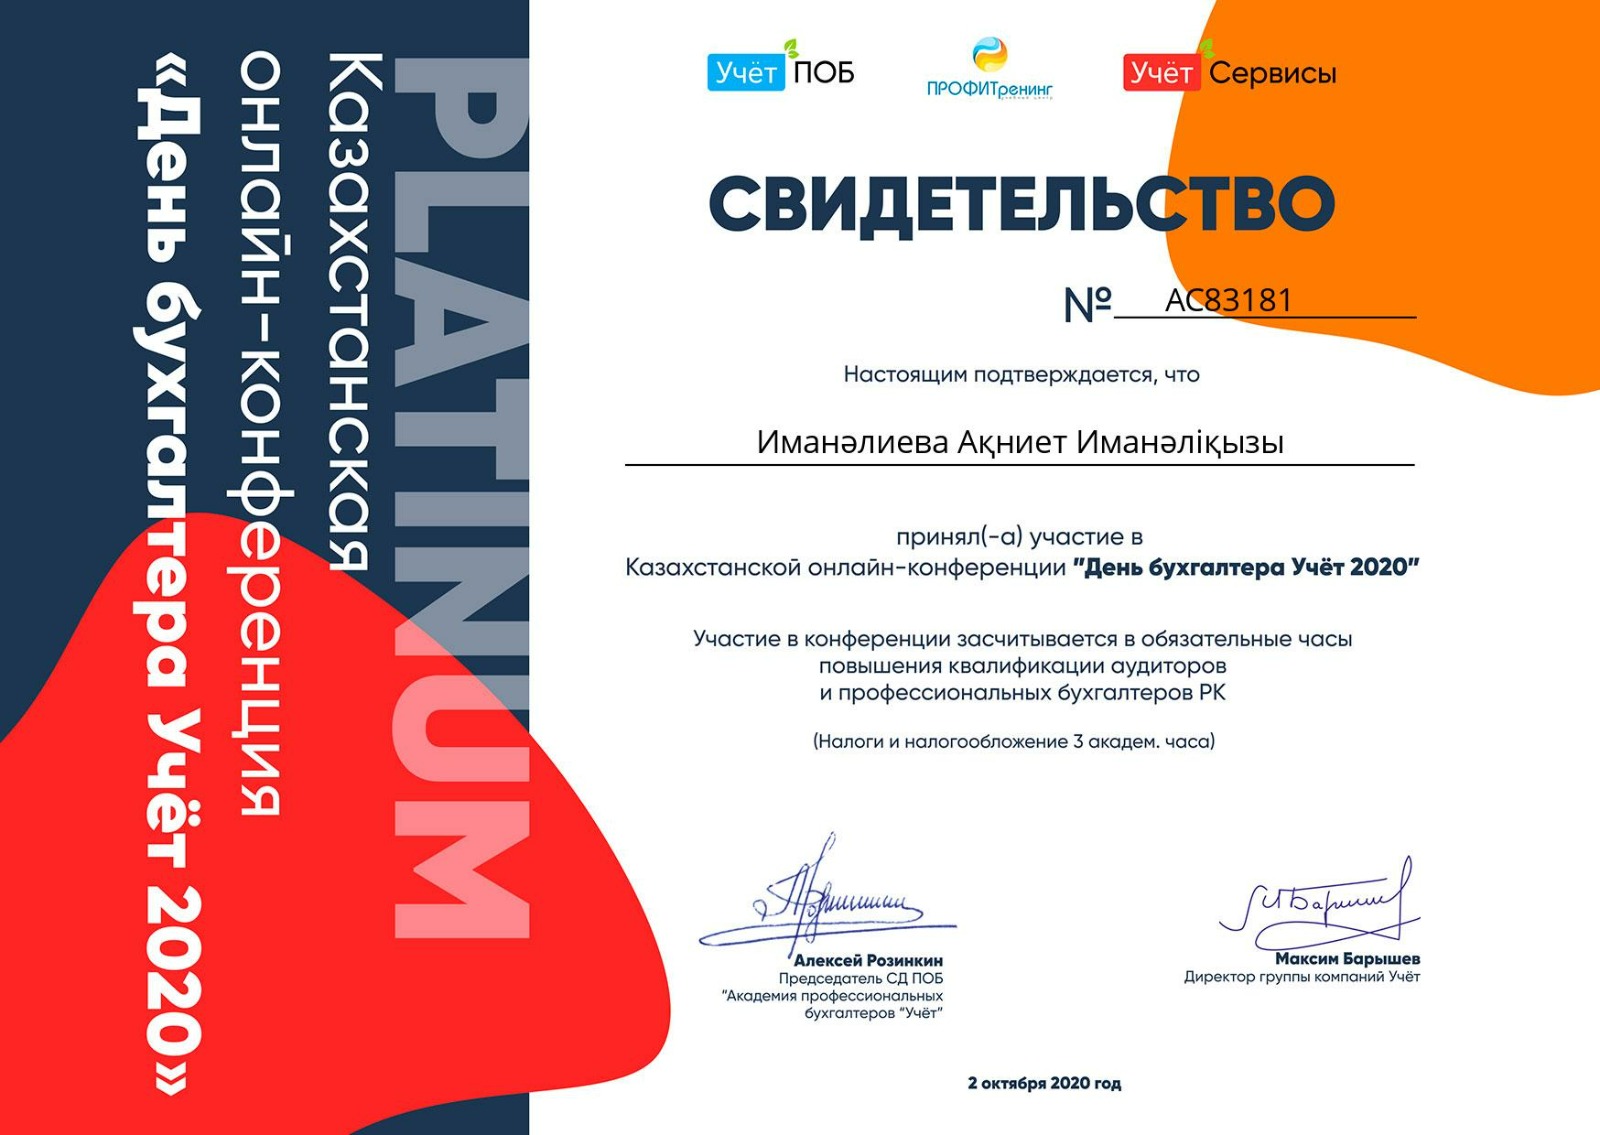 PLATINUM
Казахстанская
онлайн-конференция
«День бухгалтера Учёт 2020»
Учёт ПОБ
ПРОФИТренинг
Учёт Сервисы
СВИДЕТЕЛЬСТВО
№ AC83181
Настоящим подтверждается, что
Иманәлиева Ақниет Иманәліқызы
принял(-а) участие в
Казахстанской онлайн-конференции "День бухгалтера Учёт 2020"
Участие в конференции засчитывается в обязательные часы
повышения квалификации аудиторов
и профессиональных бухгалтеров РК
(Налоги и налогообложение 3 академ. часа)
Алексей Розинкин
Председатель СД ПОБ
"Академия профессиональных
бухгалтеров "Учёт"
Максим Барышев
Директор группы компаний Учёт
2 октября 2020 год